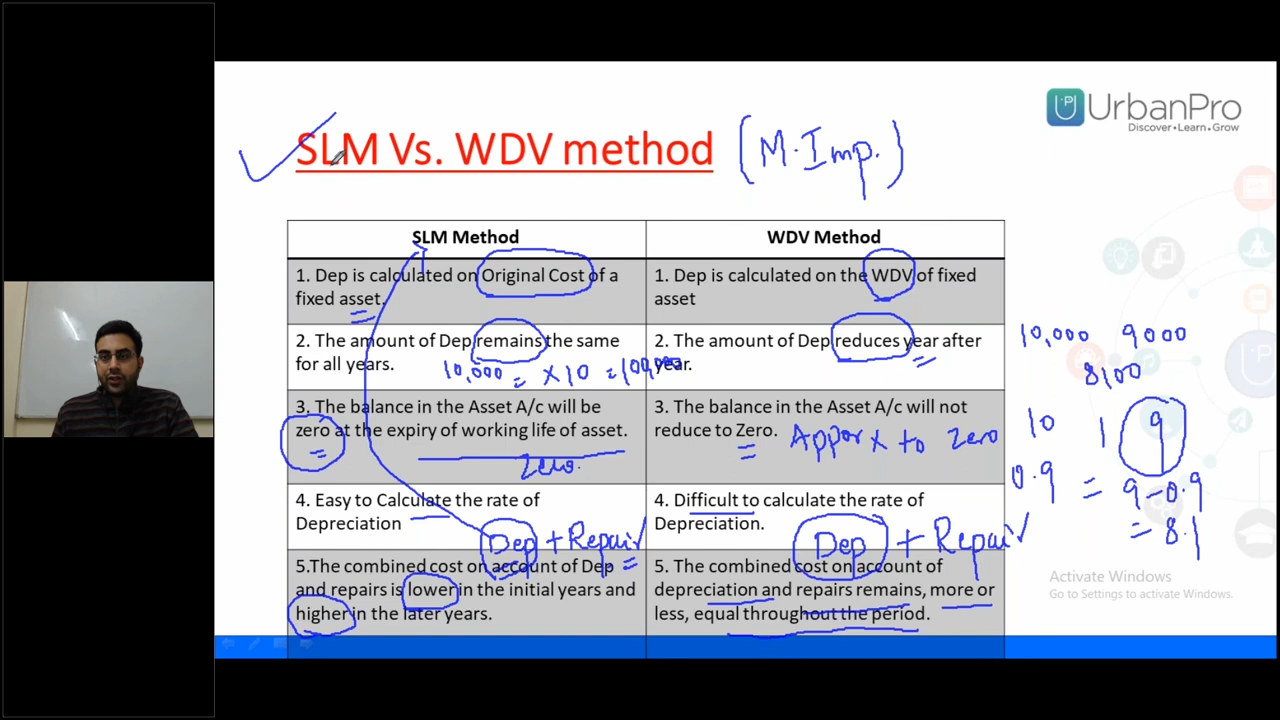 UrbanPro
Discover • Learn • Grow
SLM Vs. WDV method (M. Imp.)
SLM Method
WDV Method
1. Dep is calculated on Original Cost of a
fixed asset.
1. Dep is calculated on the WDV of fixed
asset
2. The amount of Dep remains the same
for all years.
10,000 = × 10 = 100,000
2. The amount of Dep reduces year after
year.
10,000 9000
8100
3. The balance in the Asset A/c will be
zero at the expiry of working life of asset.
Zero.
3. The balance in the Asset A/c will not
reduce to Zero.
Apporx to Zero
10 1 9
0.9 = 9-0.9
= 8.1
4. Easy to Calculate the rate of
Depreciation
Dep + Repair
4. Difficult to calculate the rate of
Depreciation.
Dep + Repair
5.The combined cost on account of Dep
and repairs is lower in the initial years and
higher in the later years.
5. The combined cost on account of
depreciation and repairs remains, more or
less, equal throughout the period.
Activate Windows
Go to Settings to activate Windows.